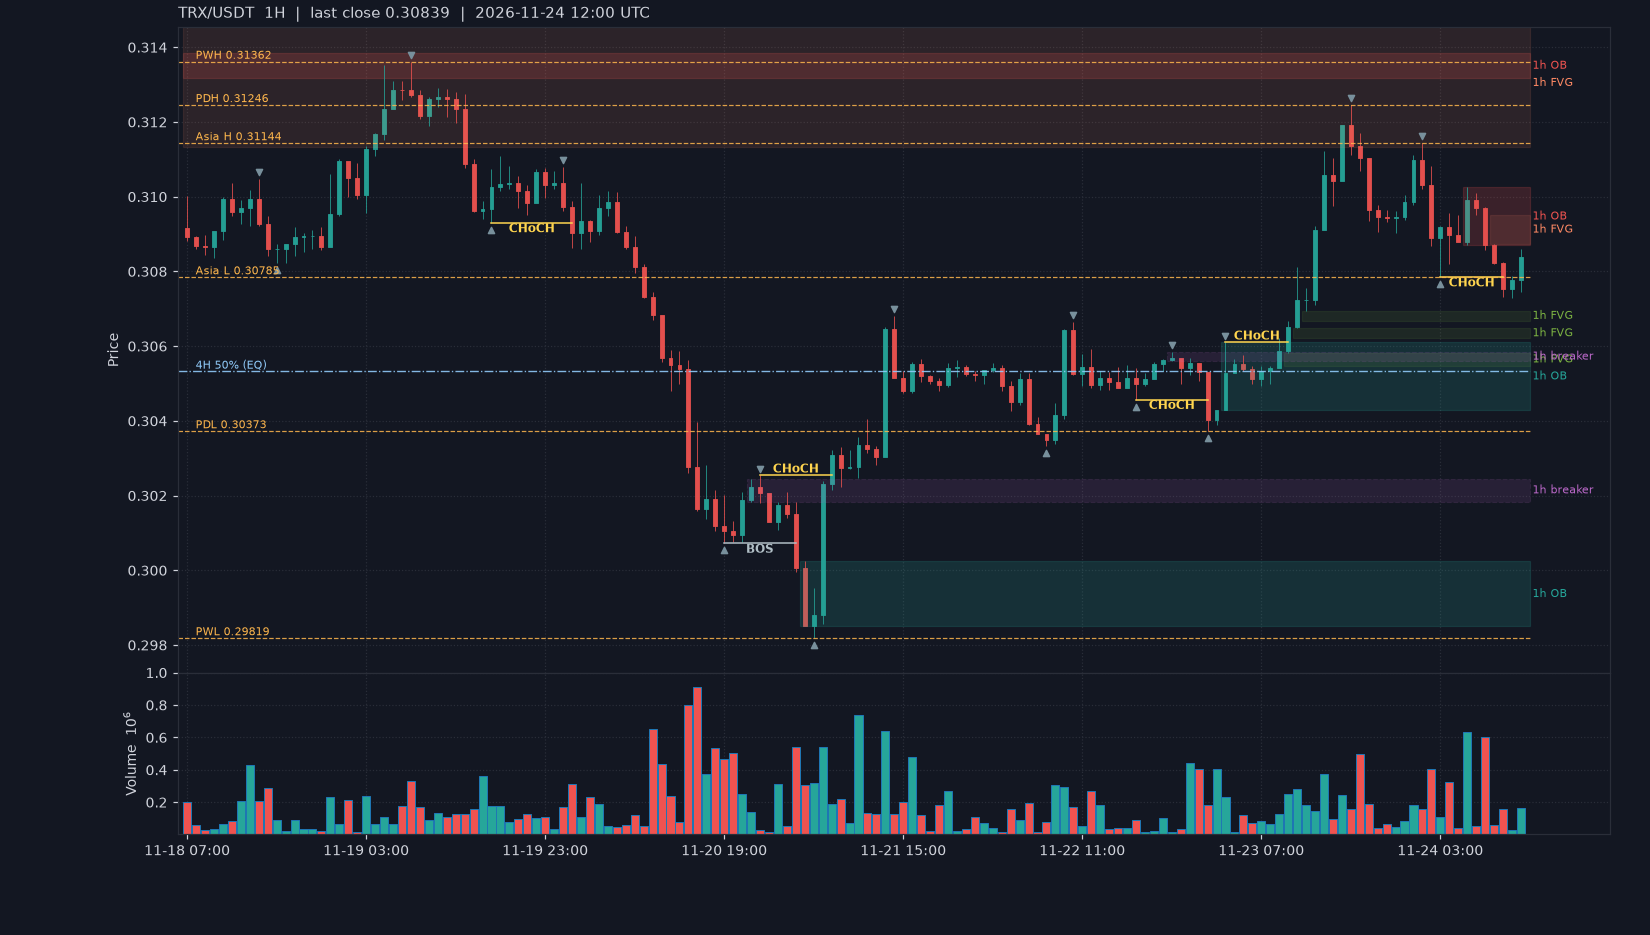 TRX/USDT 1H | last close 0.30839 | 2026-11-24 12:00 UTC
0.314
PWH 0.31362
1h OB
1h FVG
PDH 0.31246
0.312
Asia H 0.31144
0.310
CHoCH
1h OB
1h FVG
0.308
Asia L 0.30785
CHoCH
Price
1h FVG
0.306
CHoCH
1h FVG
1h breaker
1h FVG
4H 50% (EQ)
1h OB
0.304
CHoCH
PDL 0.30373
CHoCH
0.302
1h breaker
BOS
0.300
1h OB
PWL 0.29819
0.298
1.0
0.8
0.6
0.4
0.2
Volume 10⁶
11-18 07:00
11-19 03:00
11-19 23:00
11-20 19:00
11-21 15:00
11-22 11:00
11-23 07:00
11-24 03:00